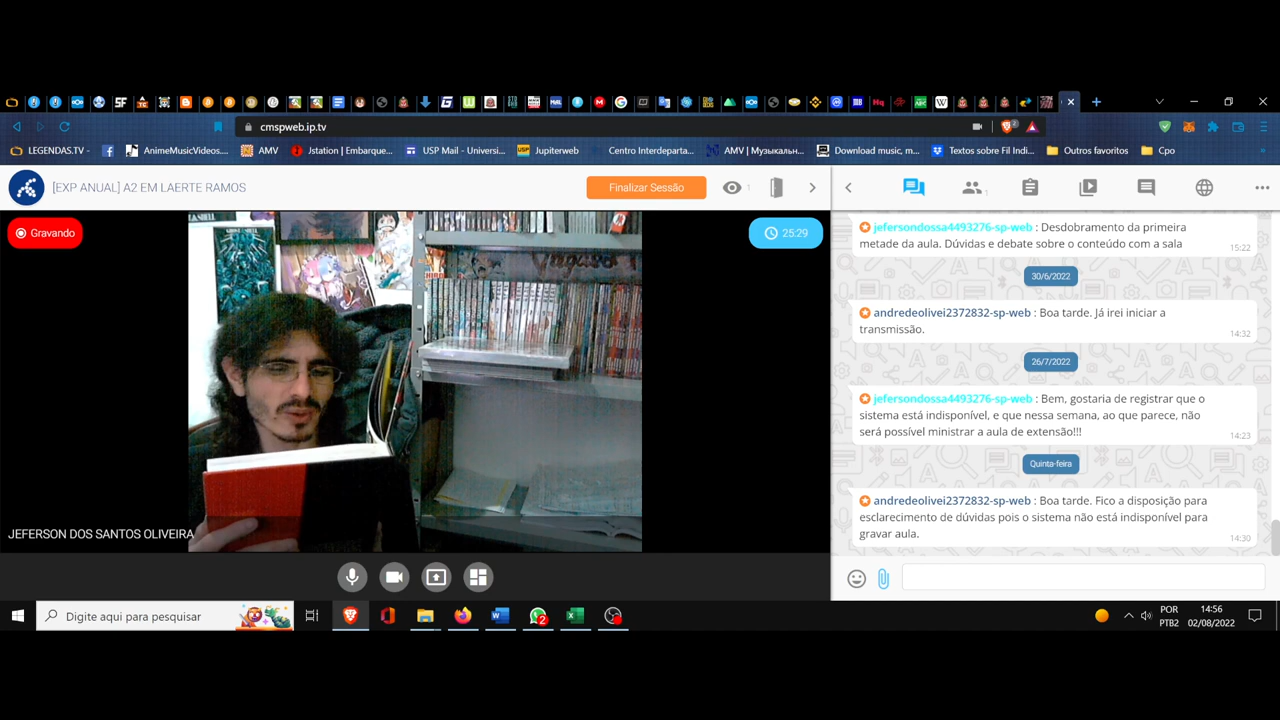 cmspweb.ip.tv
2
LEGENDAS.TV -
AnimeMusicVideos....
AMV
Jstation | Embarque...
USP Mail - Universi...
Jupiterweb
Centro Interdeparta...
AMV | Музыкальн...
Download music, m...
Textos sobre Fil Indi...
Outros favoritos
Cpo
[EXP ANUAL] A2 EM LAERTE RAMOS
Finalizar Sessão
1
1
Gravando
25:29
JEFERSON DOS SANTOS OLIVEIRA
jefersondossa4493276-sp-web : Desdobramento da primeira
metade da aula. Dúvidas e debate sobre o conteúdo com a sala
15:22
30/6/2022
andredeolivei2372832-sp-web : Boa tarde. Já irei iniciar a
transmissão.
14:32
26/7/2022
jefersondossa4493276-sp-web : Bem, gostaria de registrar que o
sistema está indisponível, e que nessa semana, ao que parece, não
será possível ministrar a aula de extensão!!!
14:23
Quinta-feira
andredeolivei2372832-sp-web : Boa tarde. Fico a disposição para
esclarecimento de dúvidas pois o sistema não está indisponível para
gravar aula.
14:30
Digite aqui para pesquisar
2
POR
PTB2
14:56
02/08/2022